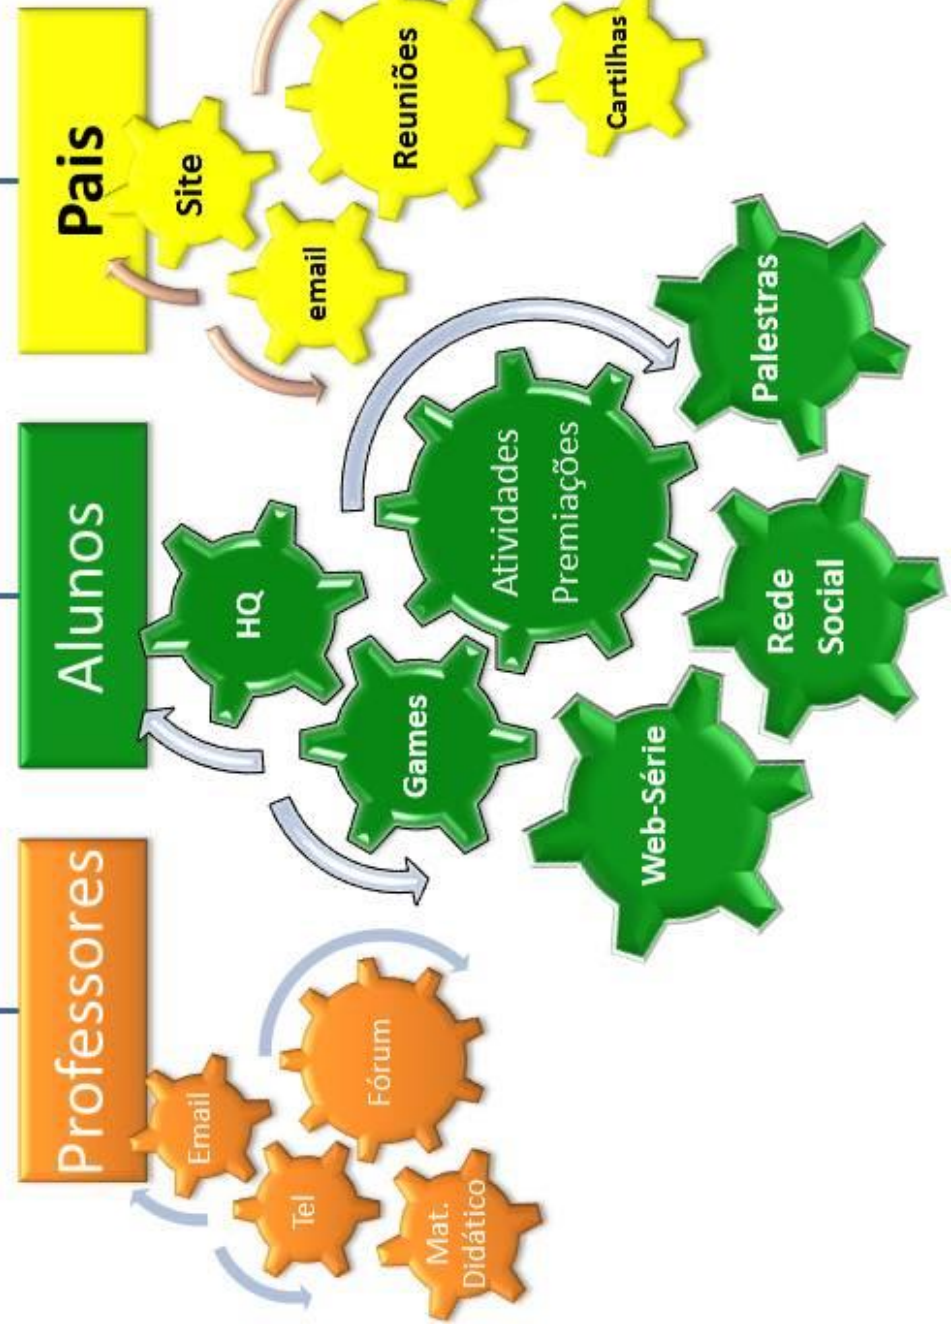 Professores
Email
Tel
Fórum
Mat.
Didático
Alunos
HQ
Games
Atividades
Premiações
Web-Série
Rede
Social
Palestras
Pais
Site
email
Reuniões
Cartilhas